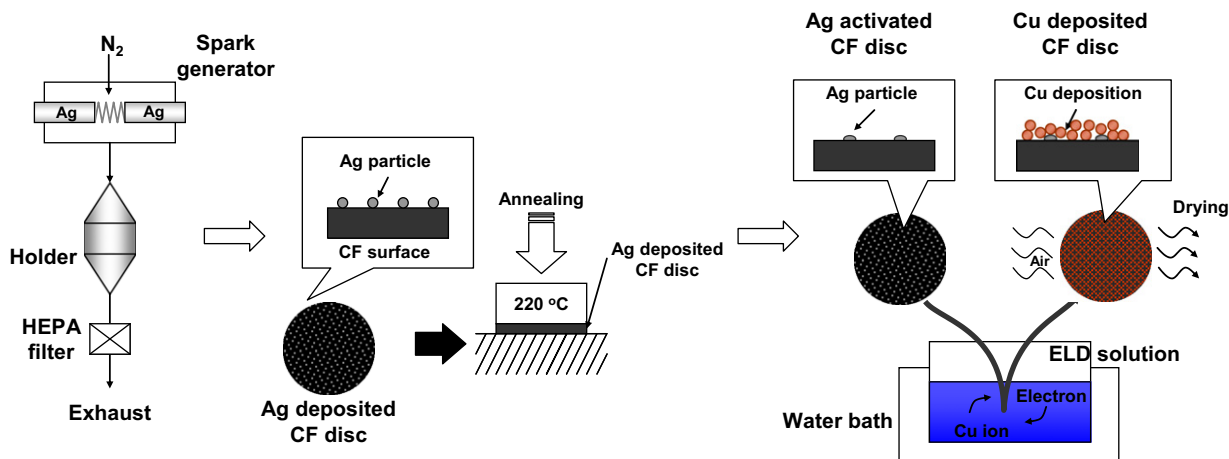 N2
Spark
generator
Ag
Ag
Holder
HEPA
filter
Exhaust
Ag particle
CF surface
Ag deposited
CF disc
Annealing
220 °C
Ag deposited
CF disc
Ag activated
CF disc
Ag particle
Cu deposited
CF disc
Cu deposition
Drying
Air
ELD solution
Water bath
Electron
Cu ion